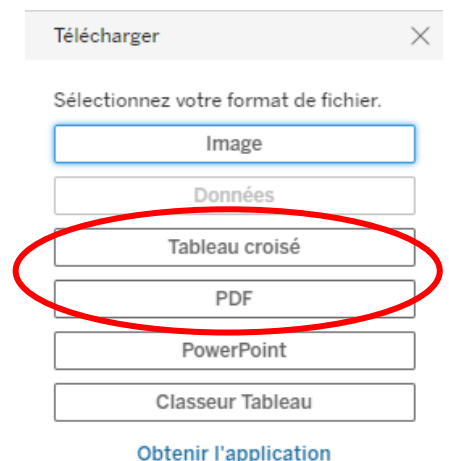 Télécharger
Sélectionnez votre format de fichier.
Image
Données
Tableau croisé
PDF
PowerPoint
Classeur Tableau
Obtenir l'application